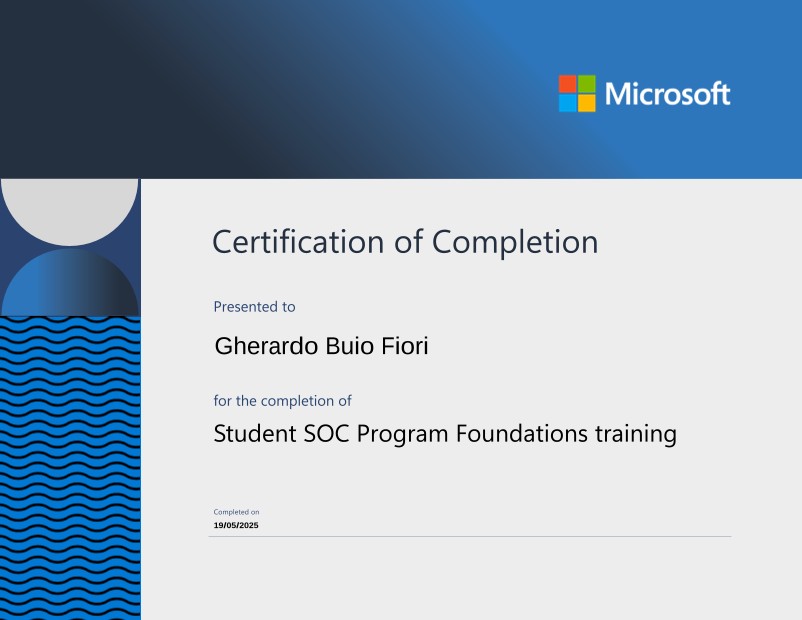 Microsoft
Certification of Completion
Presented to
Gherardo Buio Fiori
for the completion of
Student SOC Program Foundations training
Completed on
19/05/2025